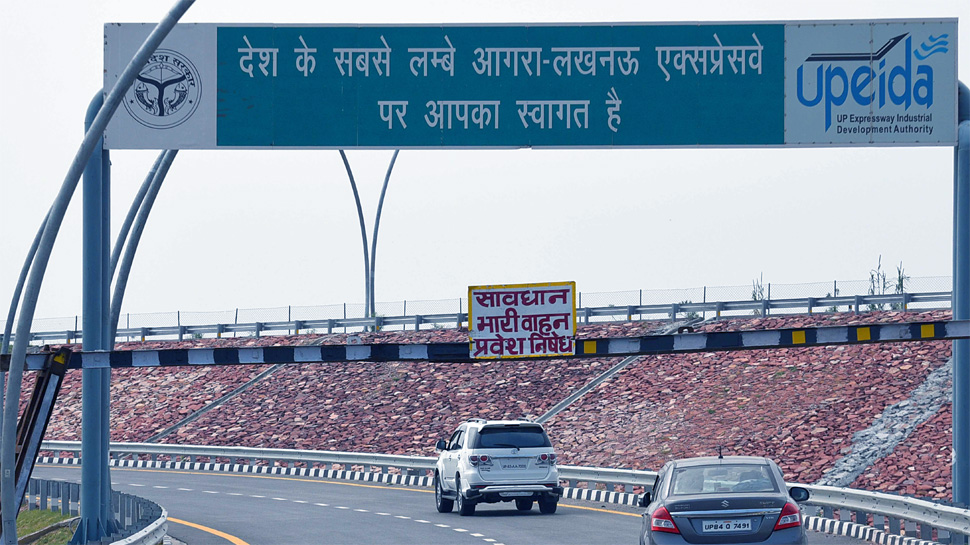 देश के सबसे लम्बे आगरा-लखनऊ एक्सप्रेसवे
पर आपका स्वागत है
upeida
UP Expressway Industrial
Development Authority
सावधान
भारी वाहन
प्रवेश निषेध
UP84 O 7491